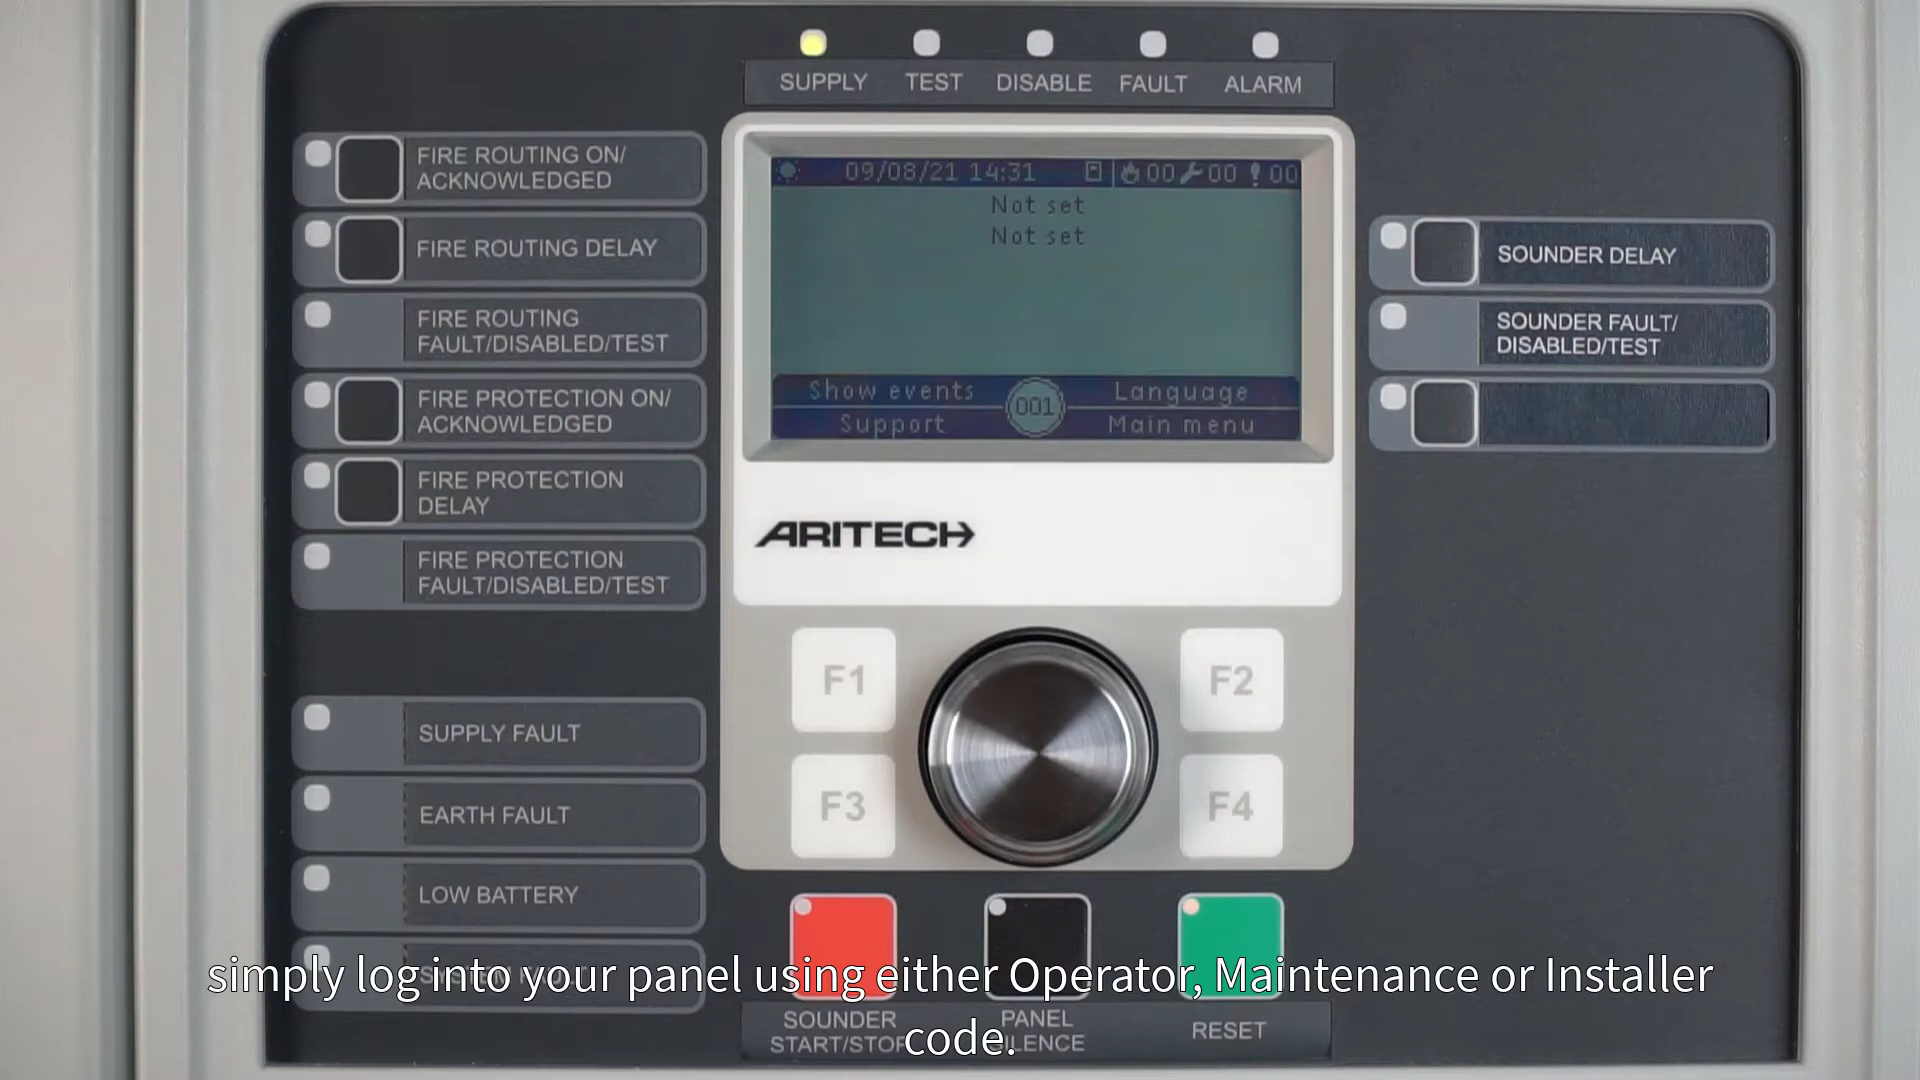 SUPPLY TEST DISABLE FAULT ALARM
FIRE ROUTING ON/
ACKNOWLEDGED
FIRE ROUTING DELAY
FIRE ROUTING
FAULT/DISABLED/TEST
FIRE PROTECTION ON/
ACKNOWLEDGED
FIRE PROTECTION
DELAY
FIRE PROTECTION
FAULT/DISABLED/TEST
SUPPLY FAULT
EARTH FAULT
LOW BATTERY
09/08/21 14:31 00 00 00
Not set
Not set
Show events Language
001
Support Main menu
ARITECH
F1 F2
F3 F4
SOUNDER DELAY
SOUNDER FAULT/
DISABLED/TEST
SOUNDER
START/STOP
PANEL
SILENCE
RESET
simply log into your panel using either Operator, Maintenance or Installer
code.